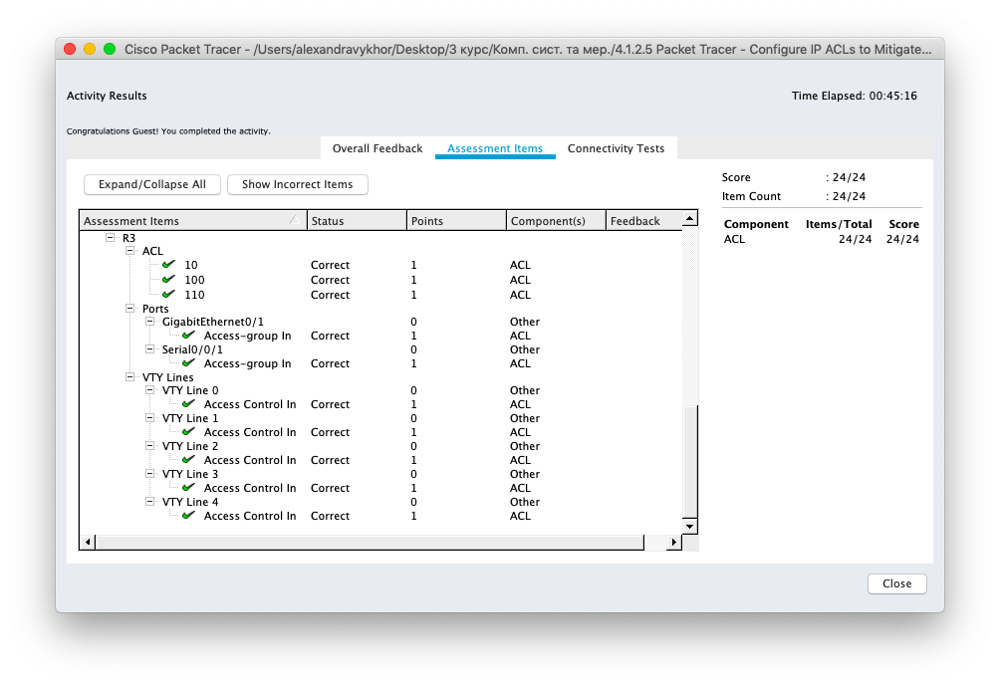 Cisco Packet Tracer - /Users/alexandravykhor/Desktop/3 курс/Комп. сист. та мер./4.1.2.5 Packet Tracer - Configure IP ACLs to Mitigate...
Activity Results
Time Elapsed: 00:45:16
Congratulations Guest! You completed the activity.
Overall Feedback Assessment Items Connectivity Tests
Expand/Collapse All Show Incorrect Items
Score : 24/24
Item Count : 24/24
Component Items/Total Score
ACL 24/24 24/24
Assessment Items Status Points Component(s) Feedback
R3
ACL
10 Correct 1 ACL
100 Correct 1 ACL
110 Correct 1 ACL
Ports
GigabitEthernet0/1 0 Other
Access-group In Correct 1 ACL
Serial0/0/1 0 Other
Access-group In Correct 1 ACL
VTY Lines
VTY Line 0 0 Other
Access Control In Correct 1 ACL
VTY Line 1 0 Other
Access Control In Correct 1 ACL
VTY Line 2 0 Other
Access Control In Correct 1 ACL
VTY Line 3 0 Other
Access Control In Correct 1 ACL
VTY Line 4 0 Other
Access Control In Correct 1 ACL
Close